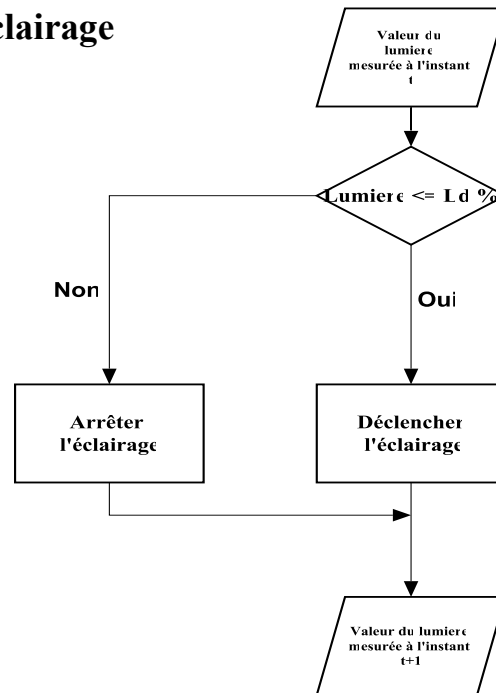 clairage
Valeur du
lumiere
mesurée à l'instant
t
Lumiere <= Ld %
Non
Oui
Arrêter
l'éclairage
Déclencher
l'éclairage
Valeur du lumiere
mesurée à l'instant
t+1